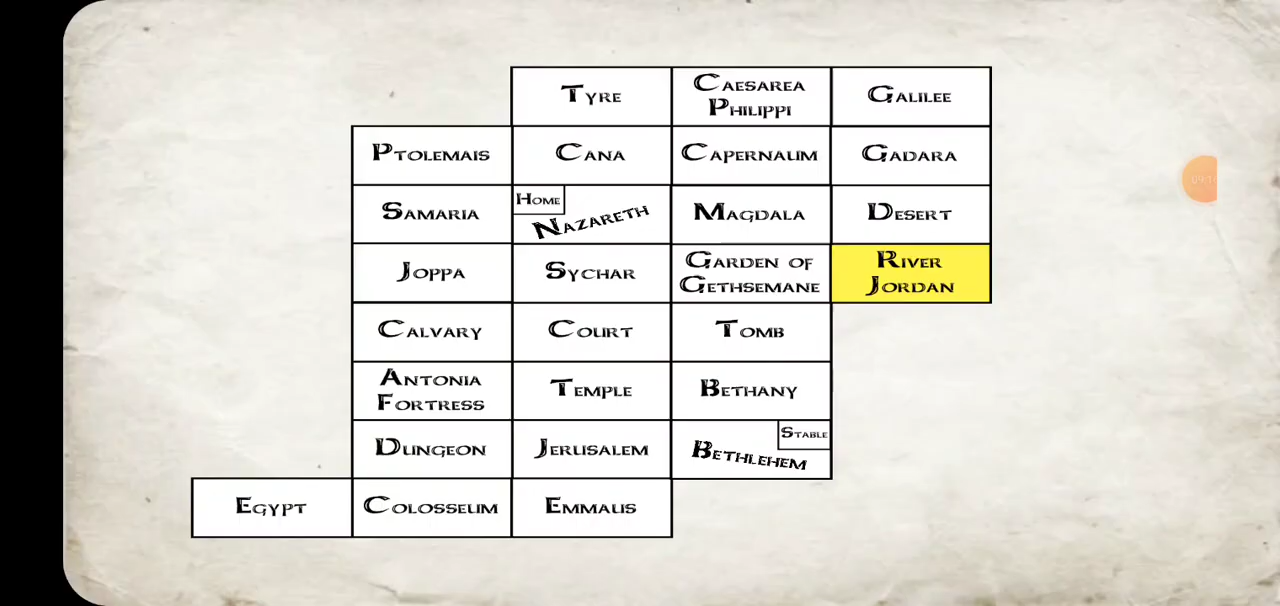 Tyre
Caesarea
Philippi
Galilee
Ptolemais
Cana
Capernaum
Gadara
Samaria
Home
Nazareth
Magdala
Desert
Joppa
Sychar
Garden of
Gethsemane
River
Jordan
Calvary
Court
Tomb
Antonia
Fortress
Temple
Bethany
Dungeon
Jerusalem
Stable
Bethlehem
Egypt
Colosseum
Emmaus